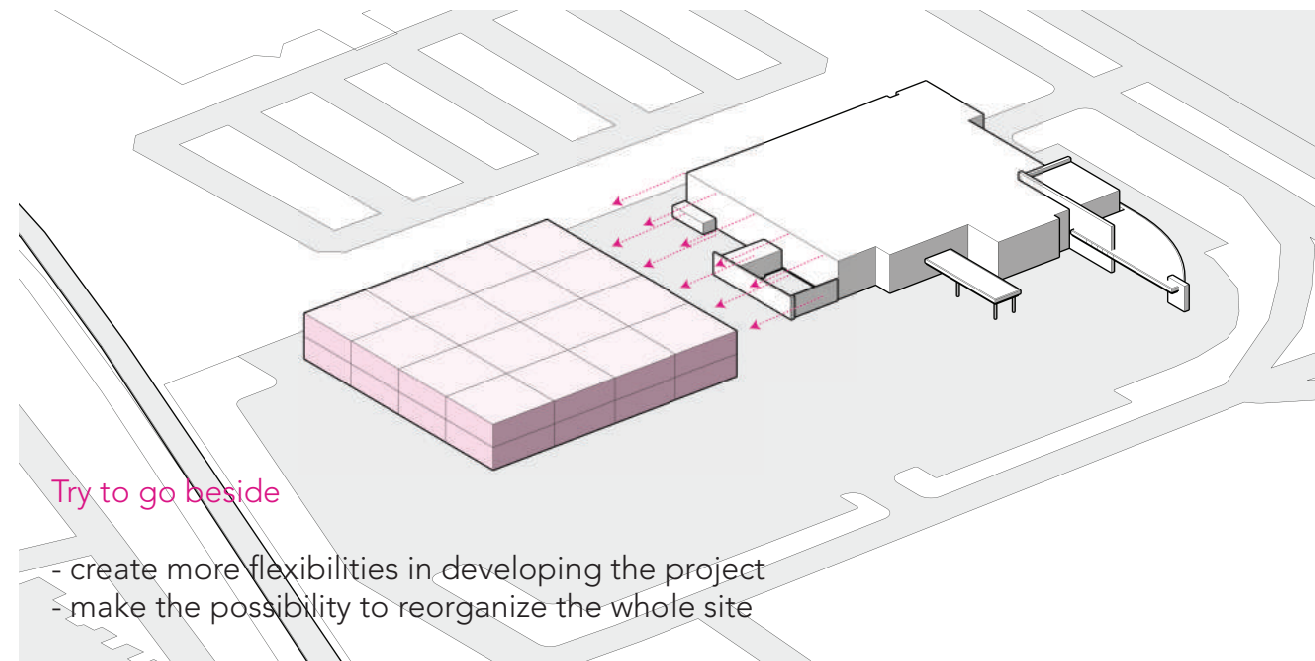 Try to go beside
- create more flexibilities in developing the project
- make the possibility to reorganize the whole site